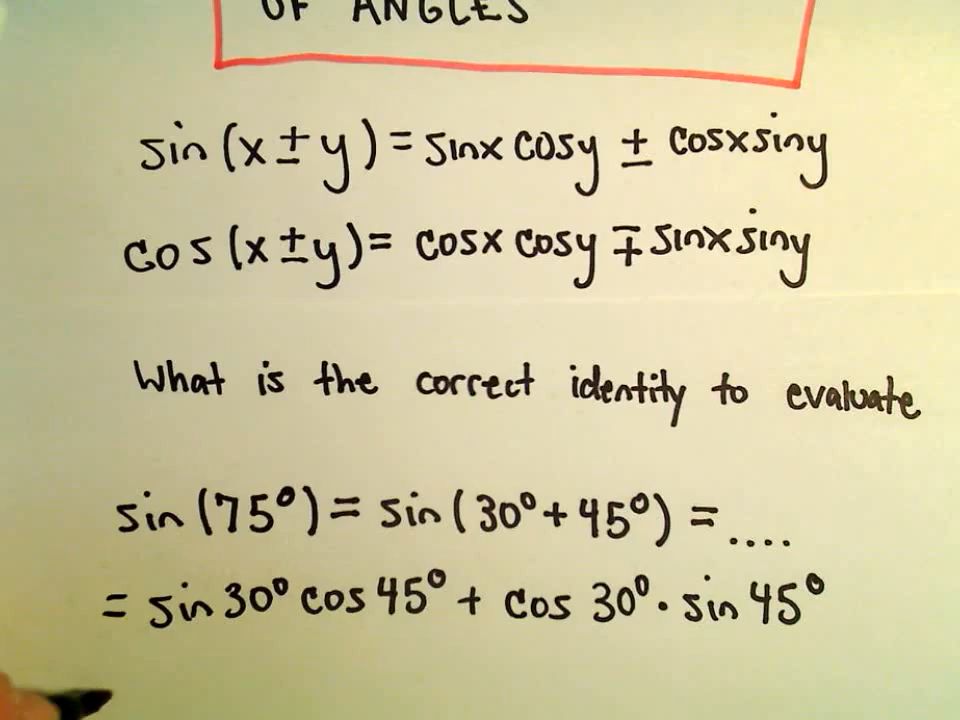 OF ANGLES
sin (x ± y) = sinx cosy ± cosx siny
cos (x ± y) = cosx cosy ∓ sinx siny
What is the correct identity to evaluate
sin (75°) = sin (30° + 45°) = ....
= sin 30° cos 45° + cos 30° · sin 45°